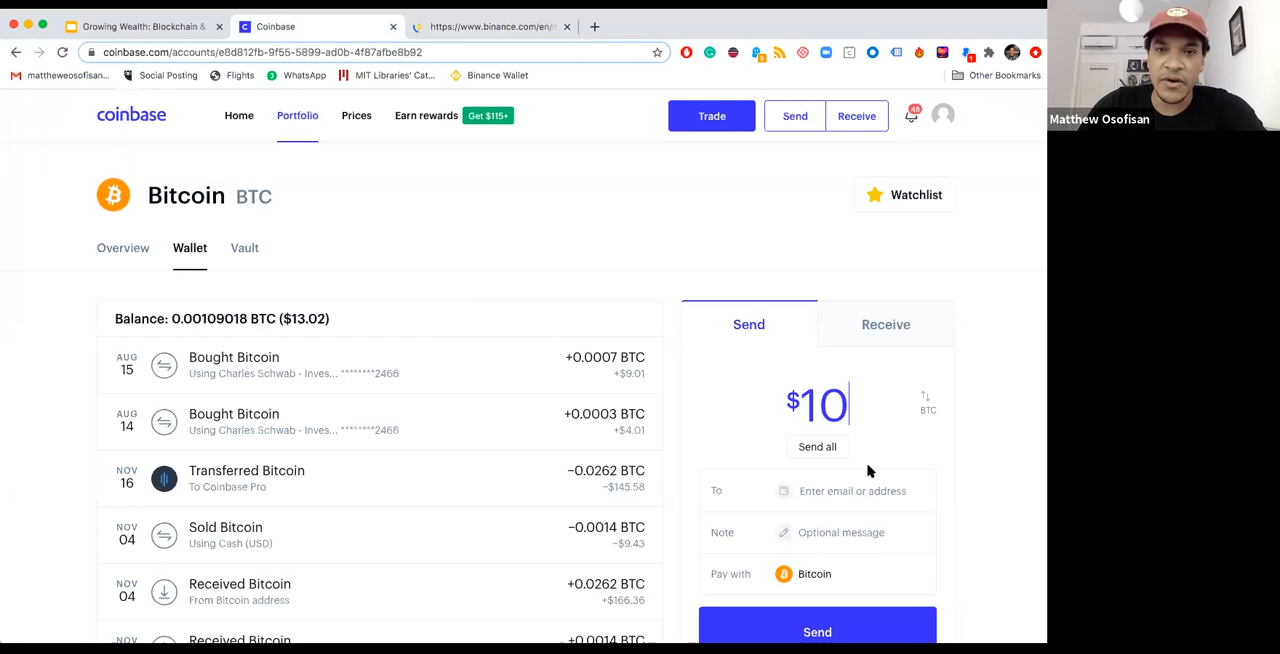 Growing Wealth: Blockchain &
Coinbase
https://www.binance.com/en/
coinbase.com/accounts/e8d812fb-9f55-5899-ad0b-4f87afbe8b92
mattheweosofisan...
Social Posting
Flights
WhatsApp
MIT Libraries' Cat...
Binance Wallet
Other Bookmarks
Matthew Osofisan
coinbase
Home
Portfolio
Prices
Earn rewards
Get $115+
Trade
Send
Receive
48
Bitcoin BTC
Watchlist
Overview
Wallet
Vault
Balance: 0.00109018 BTC ($13.02)
AUG 15
Bought Bitcoin
+0.0007 BTC
Using Charles Schwab - Inves... ********2466
+$9.01
AUG 14
Bought Bitcoin
+0.0003 BTC
Using Charles Schwab - Inves... ********2466
+$4.01
NOV 16
Transferred Bitcoin
−0.0262 BTC
To Coinbase Pro
−$145.58
NOV 04
Sold Bitcoin
−0.0014 BTC
Using Cash (USD)
−$9.43
NOV 04
Received Bitcoin
+0.0262 BTC
From Bitcoin address
+$166.36
NOV
Received Bitcoin
+0.0014 BTC
Send
Receive
$10
BTC
Send all
To
Enter email or address
Note
Optional message
Pay with
Bitcoin
Send